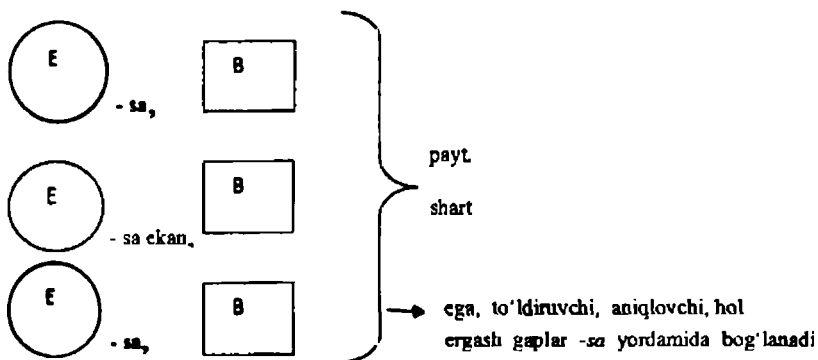 E
B
- sa,
payt.
E
B
shart
- sa ekan,
E
B
- sa,
ega, to'ldiruvchi, aniqlovchi, hol
ergash gaplar -sa yordamida bog'lanadi